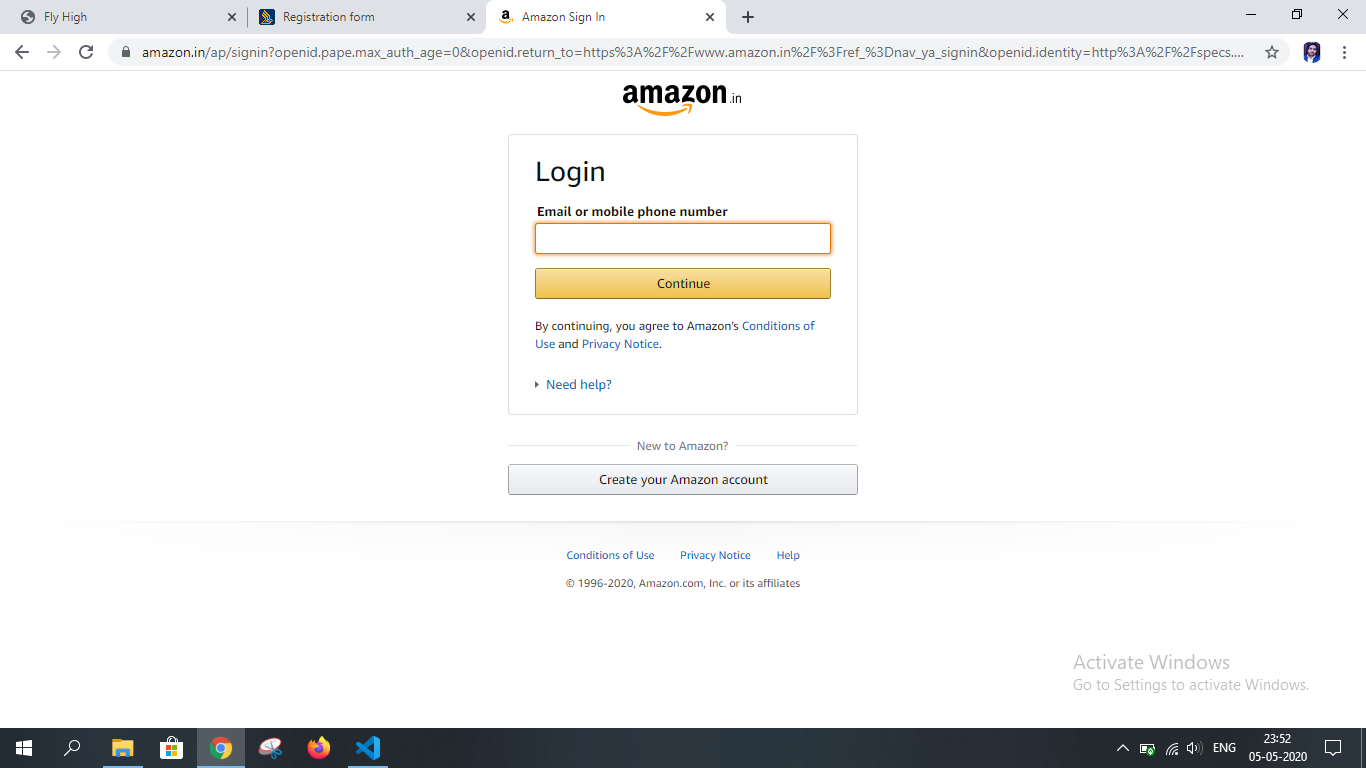 Fly High
Registration form
Amazon Sign In
amazon.in/ap/signin?openid.pape.max_auth_age=0&openid.return_to=https%3A%2F%2Fwww.amazon.in%2F%3Fref_%3Dnav_ya_signin&openid.identity=http%3A%2F%2Fspecs....
amazon.in
Login
Email or mobile phone number
Continue
By continuing, you agree to Amazon's Conditions of
Use and Privacy Notice.
Need help?
New to Amazon?
Create your Amazon account
Conditions of Use Privacy Notice Help
© 1996-2020, Amazon.com, Inc. or its affiliates
Activate Windows
Go to Settings to activate Windows.
ENG
23:52
05-05-2020